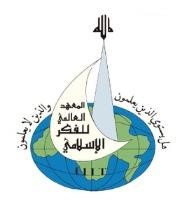 الله
هل يستوي الذين يعلمون
والذين لا يعلمون
المعهد
العالمي
للفكر
الإسلامي
IIIT